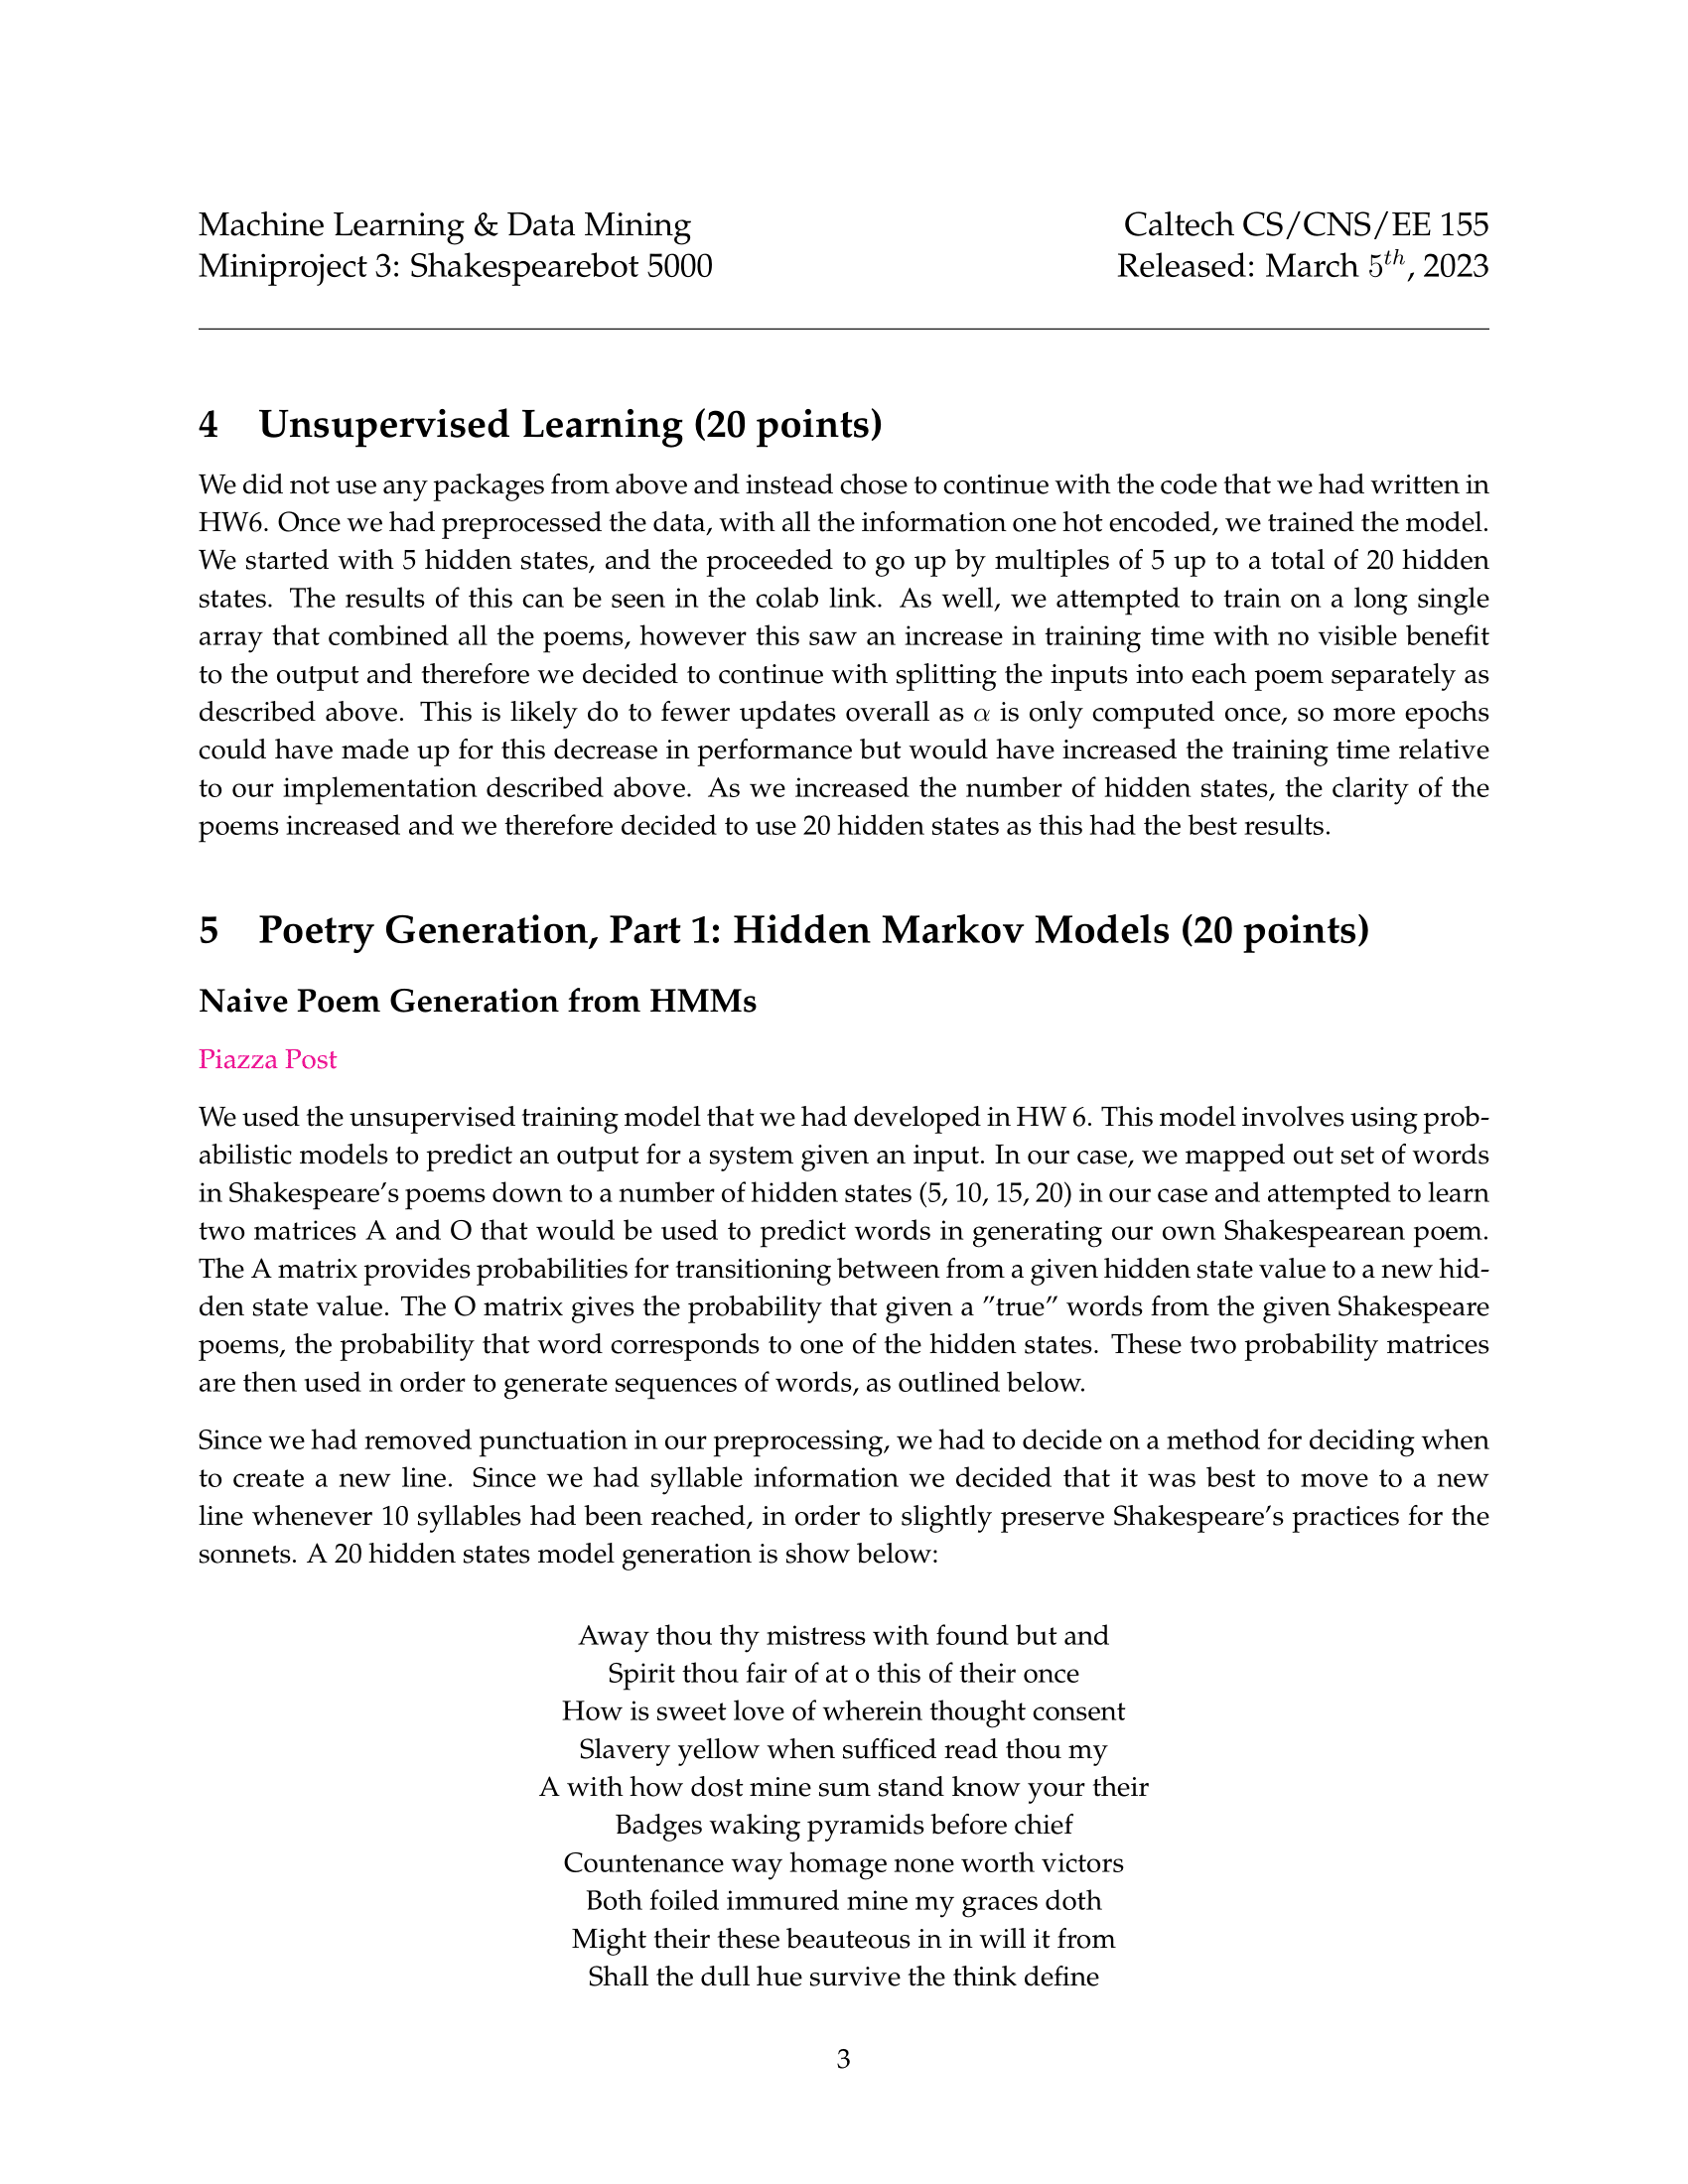 Machine Learning & Data Mining
Caltech CS/CNS/EE 155
Miniproject 3: Shakespearebot 5000
Released: March 5th, 2023
4 Unsupervised Learning (20 points)
We did not use any packages from above and instead chose to continue with the code that we had written in
HW6. Once we had preprocessed the data, with all the information one hot encoded, we trained the model.
We started with 5 hidden states, and the proceeded to go up by multiples of 5 up to a total of 20 hidden
states. The results of this can be seen in the colab link. As well, we attempted to train on a long single
array that combined all the poems, however this saw an increase in training time with no visible benefit
to the output and therefore we decided to continue with splitting the inputs into each poem separately as
described above. This is likely do to fewer updates overall as α is only computed once, so more epochs
could have made up for this decrease in performance but would have increased the training time relative
to our implementation described above. As we increased the number of hidden states, the clarity of the
poems increased and we therefore decided to use 20 hidden states as this had the best results.
5 Poetry Generation, Part 1: Hidden Markov Models (20 points)
Naive Poem Generation from HMMs
Piazza Post
We used the unsupervised training model that we had developed in HW 6. This model involves using prob-
abilistic models to predict an output for a system given an input. In our case, we mapped out set of words
in Shakespeare's poems down to a number of hidden states (5, 10, 15, 20) in our case and attempted to learn
two matrices A and O that would be used to predict words in generating our own Shakespearean poem.
The A matrix provides probabilities for transitioning between from a given hidden state value to a new hid-
den state value. The O matrix gives the probability that given a ”true” words from the given Shakespeare
poems, the probability that word corresponds to one of the hidden states. These two probability matrices
are then used in order to generate sequences of words, as outlined below.
Since we had removed punctuation in our preprocessing, we had to decide on a method for deciding when
to create a new line. Since we had syllable information we decided that it was best to move to a new
line whenever 10 syllables had been reached, in order to slightly preserve Shakespeare's practices for the
sonnets. A 20 hidden states model generation is show below:
Away thou thy mistress with found but and
Spirit thou fair of at o this of their once
How is sweet love of wherein thought consent
Slavery yellow when sufficed read thou my
A with how dost mine sum stand know your their
Badges waking pyramids before chief
Countenance way homage none worth victors
Both foiled immured mine my graces doth
Might their these beauteous in in will it from
Shall the dull hue survive the think define
3